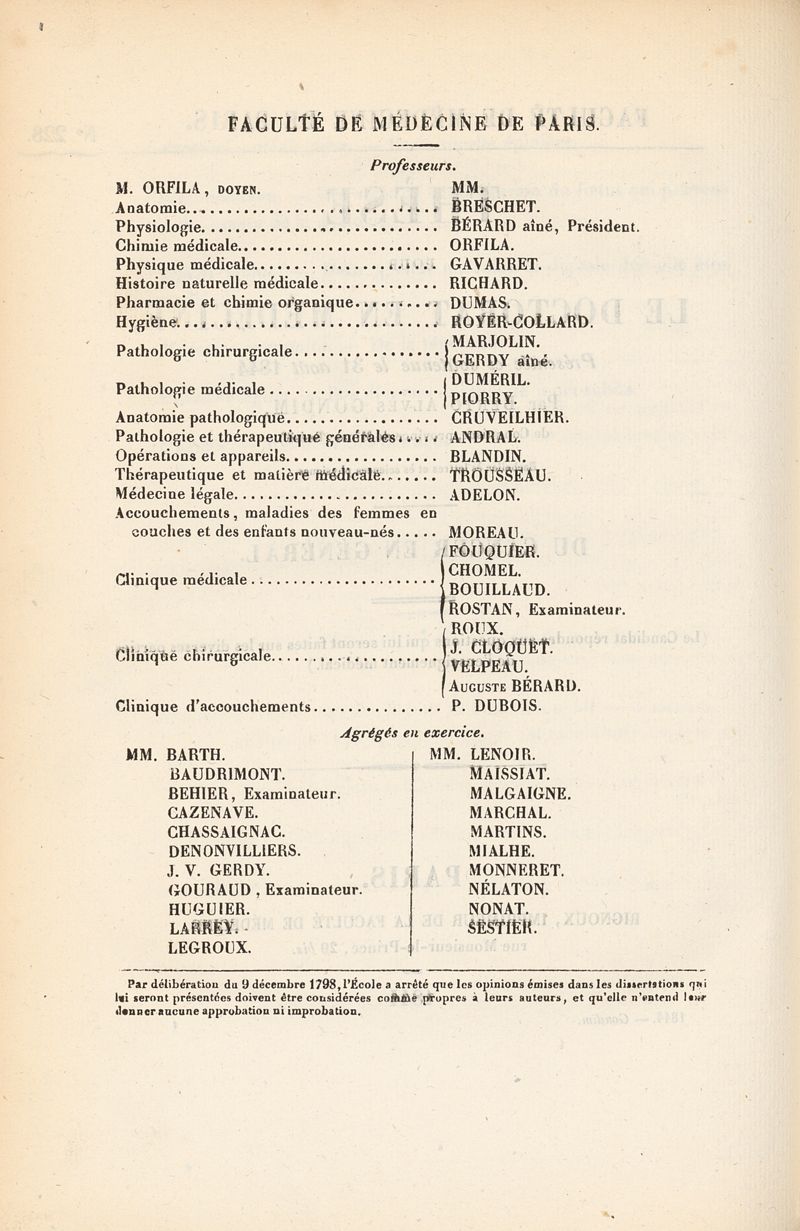 FACULTÉ DE MÉDECINE DE PARIS.
Professeurs.
M. ORFILA, DOYEN. MM.
Anatomie........................ BRESCHET.
Physiologie........................ BÉRARD aîné, Président.
Chimie médicale........................ ORFILA.
Physique médicale........................ GAVARRET.
Histoire naturelle médicale.............. RICHARD.
Pharmacie et chimie organique.......... DUMAS.
Hygiène............................ ROYER-COLLARD.
Pathologie chirurgicale................. MARJOLIN.
GERDY aîné.
Pathologie médicale.................... DUMÉRIL.
PIORRY.
Anatomie pathologique.................. CRUVEILHIER.
Pathologie et thérapeutique générales..... ANDRAL.
Opérations et appareils.................. BLANDIN.
Thérapeutique et matière médicale....... TROUSSEAU.
Médecine légale........................ ADELON.
Accouchements, maladies des femmes en
couches et des enfants nouveau-nés..... MOREAU.
Clinique médicale...................... FOUQUIER.
CHOMEL.
BOUILLAUD.
ROSTAN, Examinateur.
Clinique chirurgicale.................... ROUX.
J. CLOQUET.
VELPEAU.
AUGUSTE BÉRARD.
Clinique d'accouchements............... P. DUBOIS.
Agrégés en exercice.
MM. BARTH. MM. LENOIR.
BAUDRIMONT. MAISSIAT.
BEHIER, Examinateur. MALGAIGNE.
CAZENAVE. MARCHAL.
CHASSAIGNAC. MARTINS.
DENONVILLIERS. MIALHE.
J. V. GERDY. MONNERET.
GOURAUD, Examinateur. NÉLATON.
HUGUIER. NONAT.
LARREY. SESTIER.
LEGROUX.
Par délibération du 9 décembre 1798, l'École a arrêté que les opinions émises dans les dissertations qui
lui seront présentées doivent être considérées comme propres à leurs auteurs, et qu'elle n'entend leur
donner aucune approbation ni improbation.